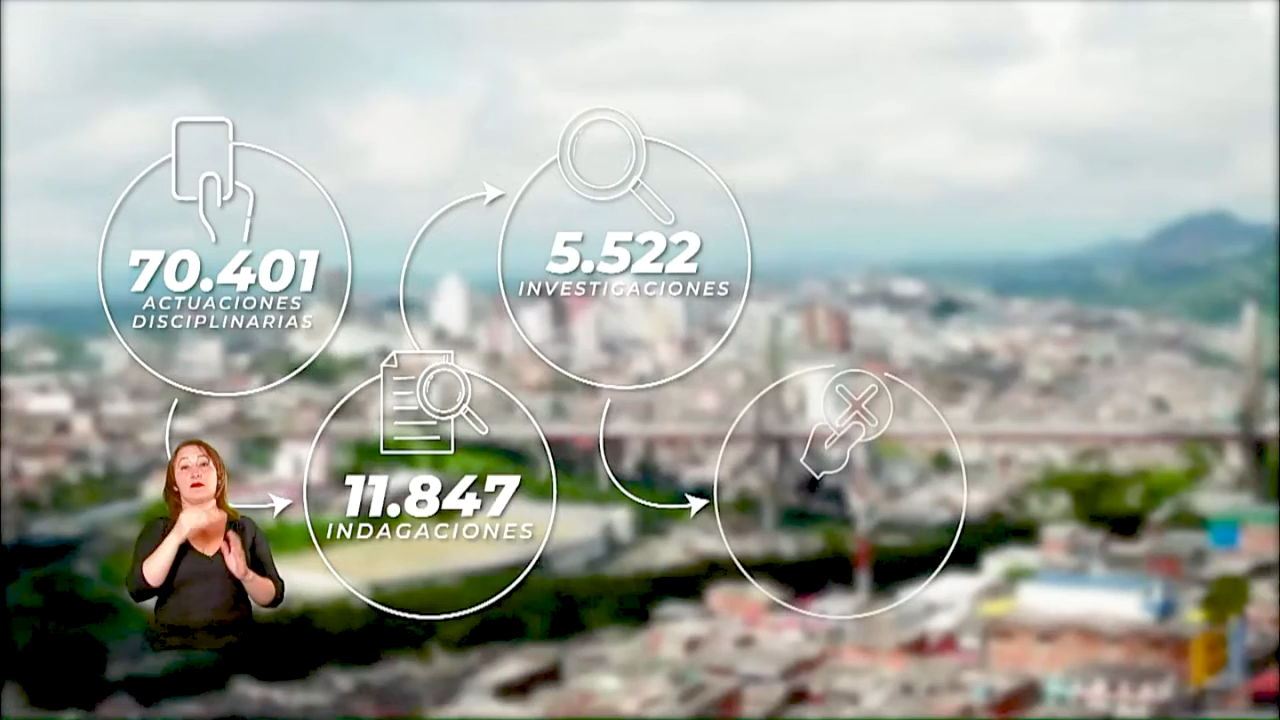 70.401
ACTUACIONES
DISCIPLINARIAS
5.522
INVESTIGACIONES
11.847
INDAGACIONES